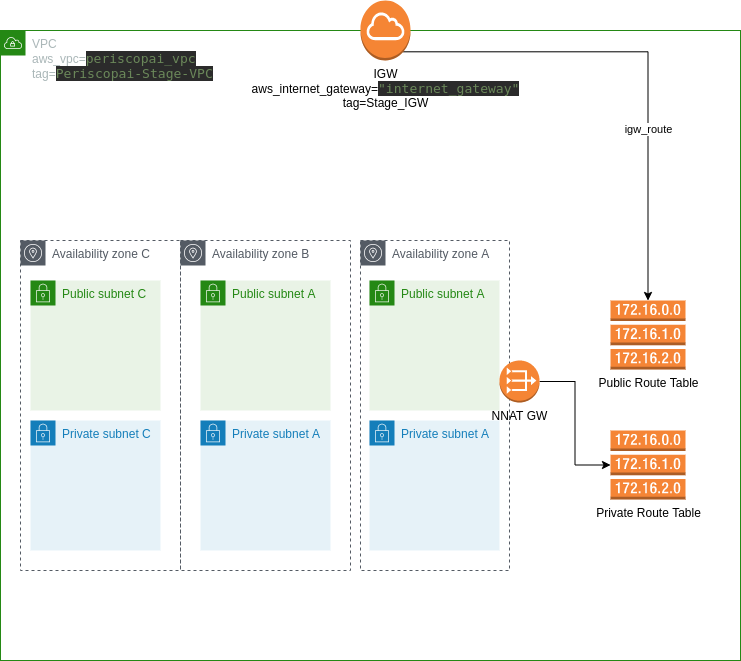 VPC
aws_vpc=periscopai_vpc
tag=Periscopai-Stage-VPC
IGW
aws_internet_gateway="internet_gateway"
tag=Stage_IGW
igw_route
Availability zone C
Availability zone B
Availability zone A
Public subnet C
Public subnet A
Public subnet A
172.16.0.0
172.16.1.0
172.16.2.0
Public Route Table
NNAT GW
Private subnet C
Private subnet A
Private subnet A
172.16.0.0
172.16.1.0
172.16.2.0
Private Route Table